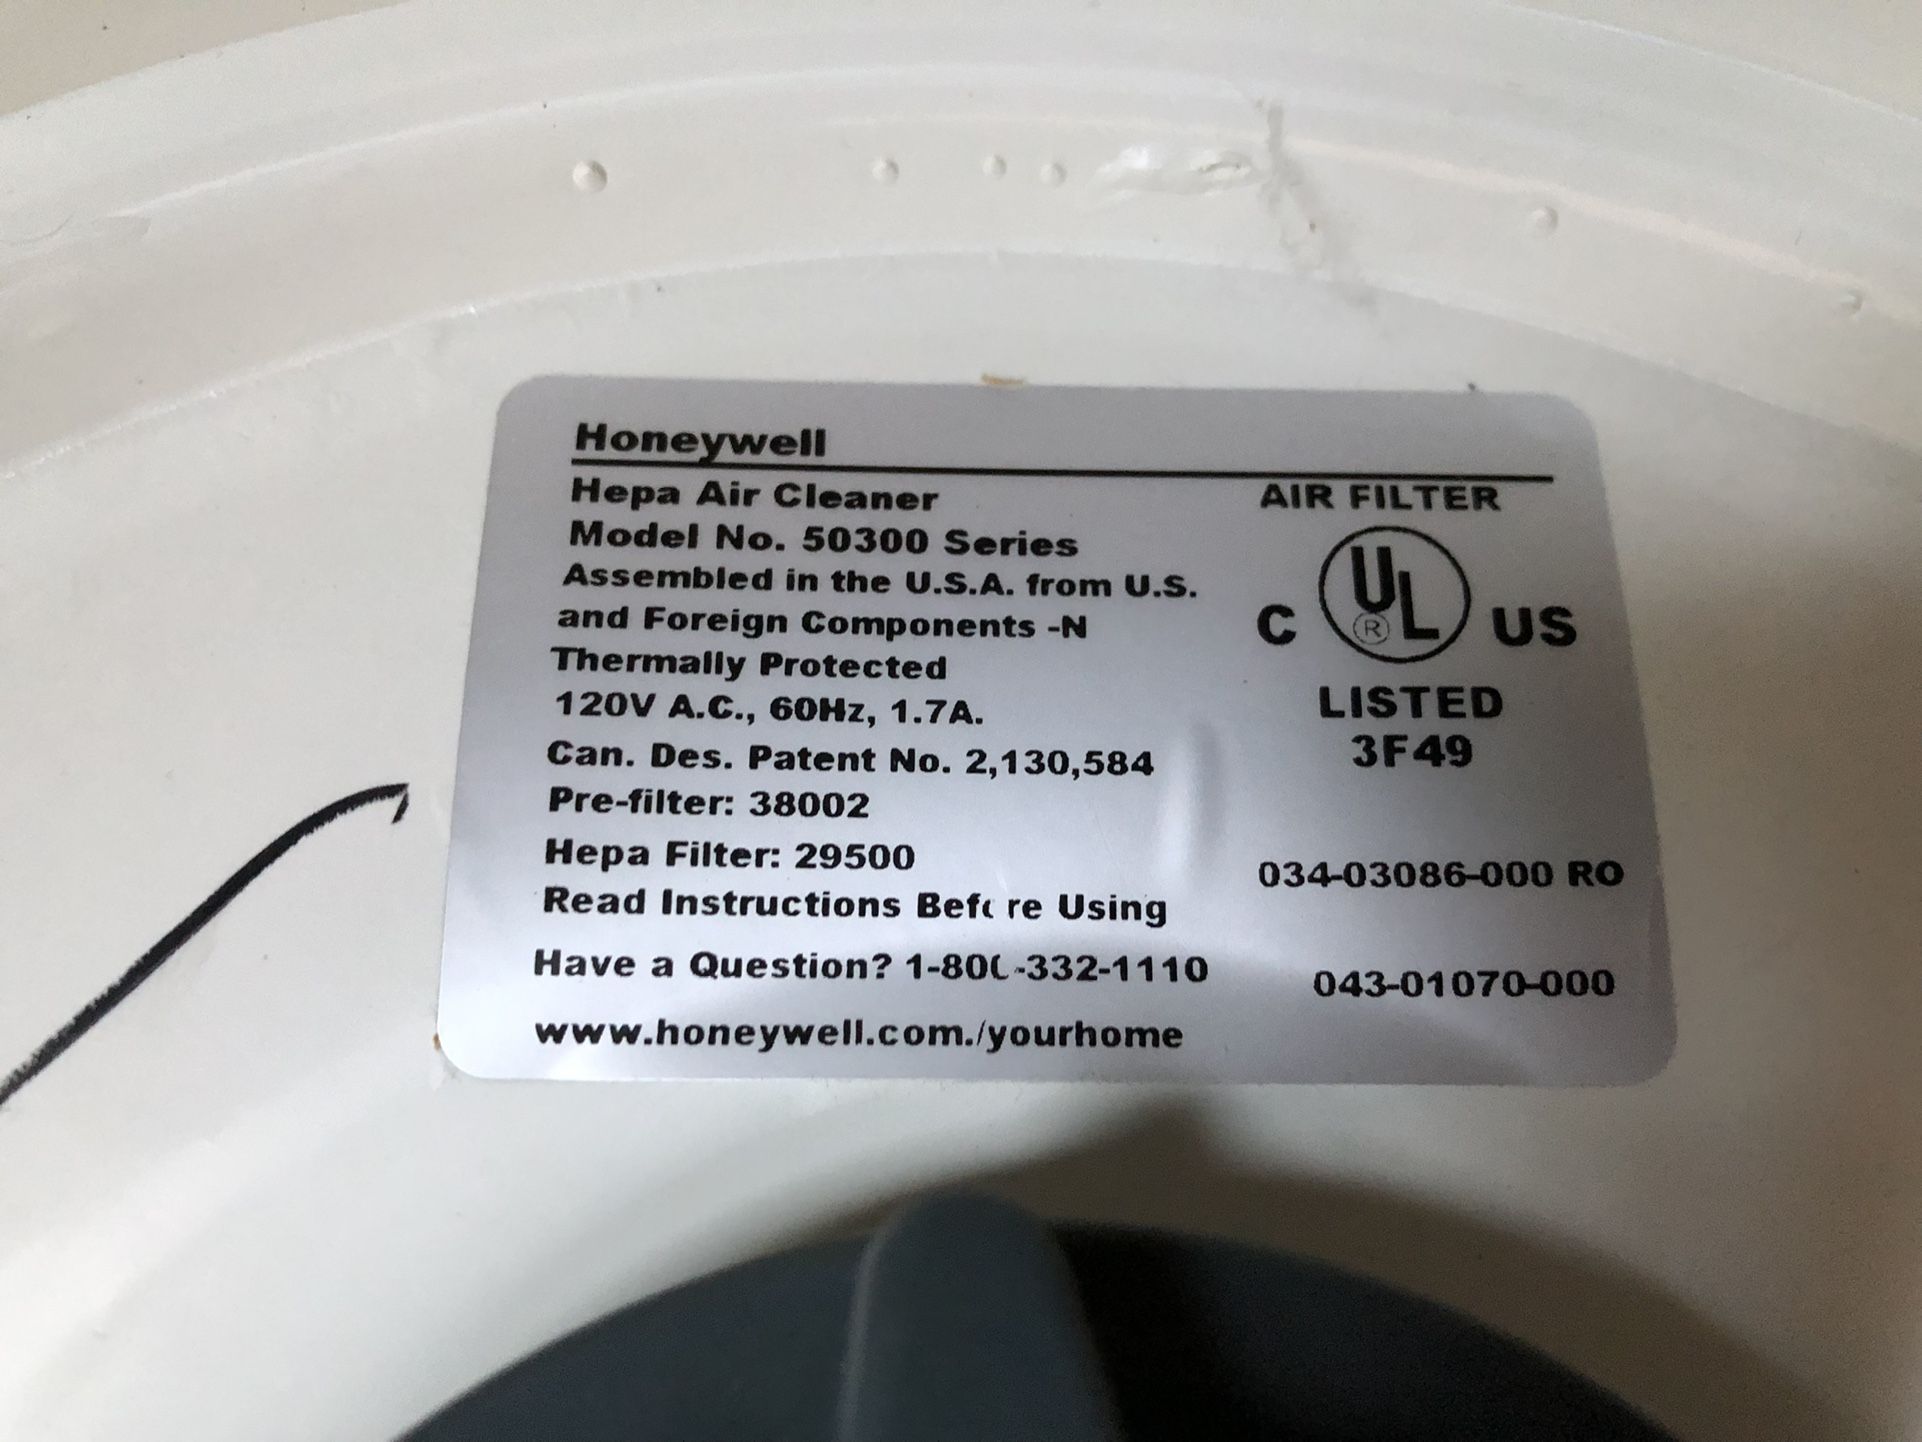 Honeywell
Hepa Air Cleaner
Model No. 50300 Series
Assembled in the U.S.A. from U.S.
and Foreign Components -N
Thermally Protected
120V A.C., 60Hz, 1.7A.
Can. Des. Patent No. 2,130,584
Pre-filter: 38002
Hepa Filter: 29500
Read Instructions Before Using
Have a Question? 1-800-332-1110
www.honeywell.com./yourhome
AIR FILTER
C UL ® US
LISTED
3F49
034-03086-000 RO
043-01070-000